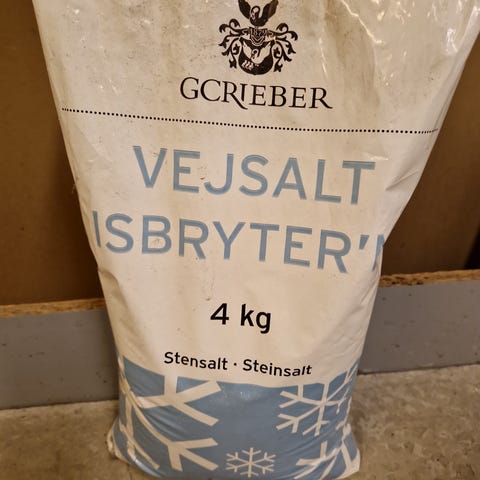 GCRIEBER
VEJSALT
ISBRYTER'N
4 kg
Stensalt · Steinsalt